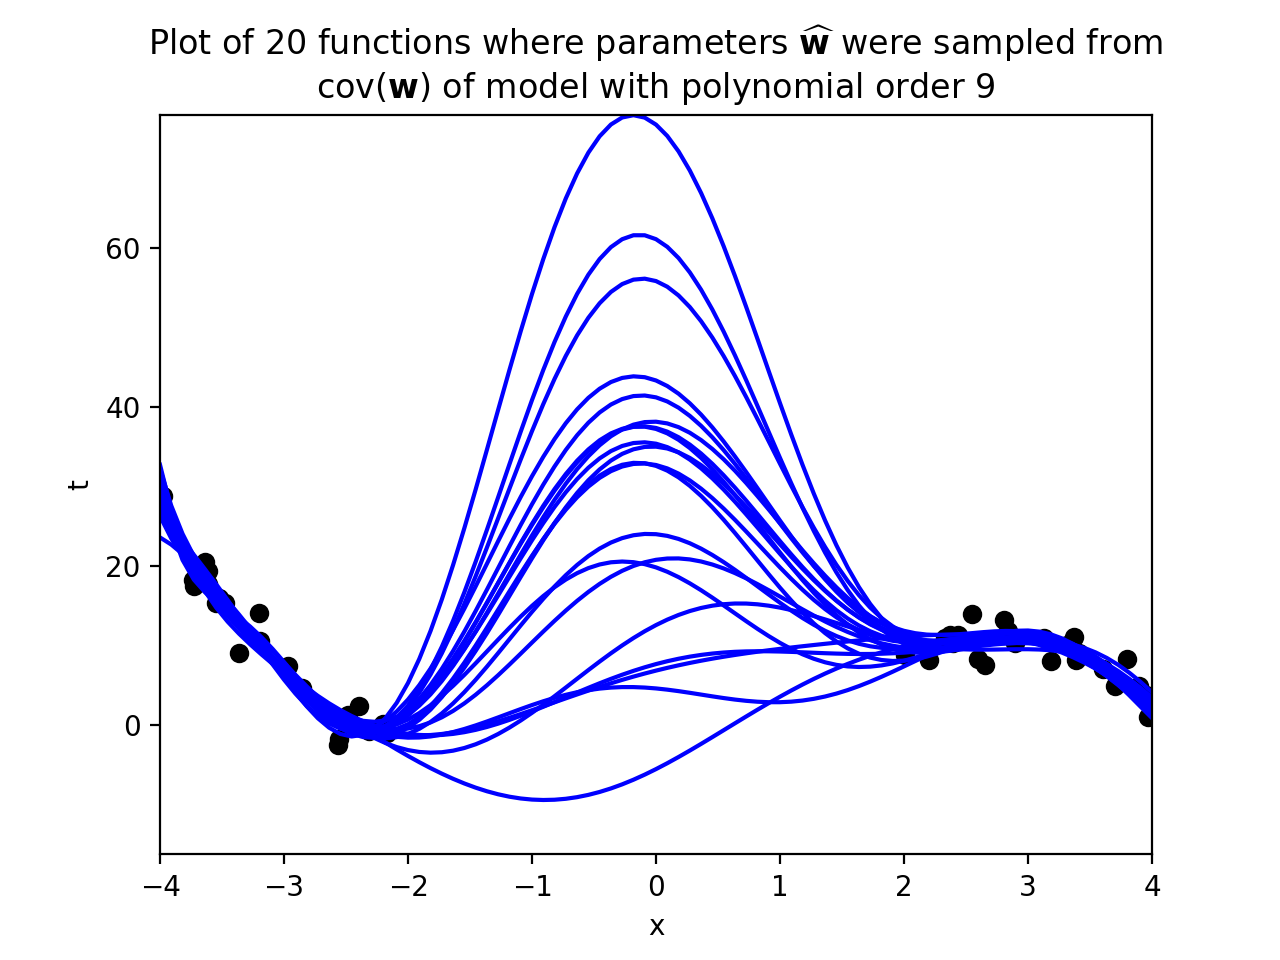 Plot of 20 functions where parameters ŵ were sampled from
cov(w) of model with polynomial order 9
60
40
20
0
t
−4 −3 −2 −1 0 1 2 3 4
x